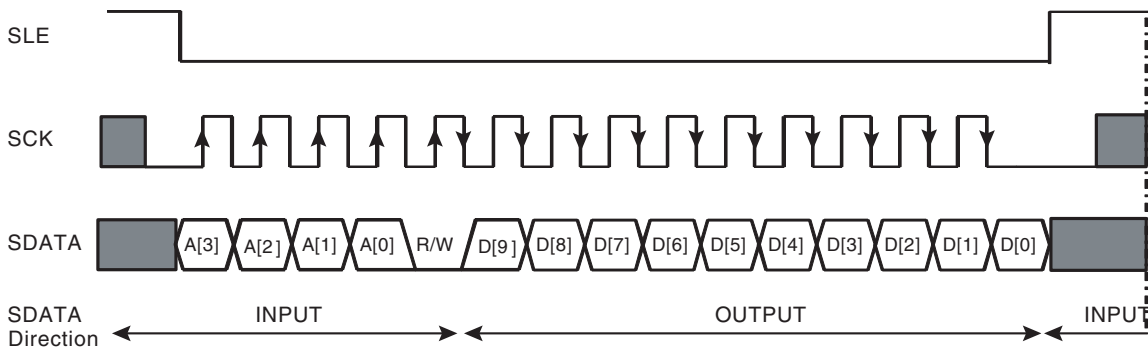 SLE
SCK
SDATA A[3] A[2] A[1] A[0] R/W D[9] D[8] D[7] D[6] D[5] D[4] D[3] D[2] D[1] D[0]
SDATA
Direction
INPUT OUTPUT INPUT